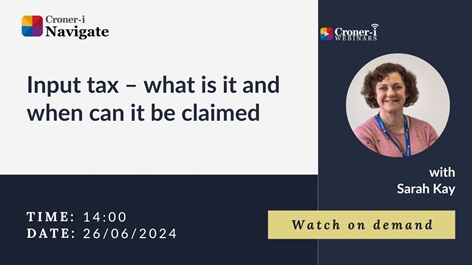 Croner-i
Navigate
Croner-i
WEBINARS
Input tax – what is it and
when can it be claimed
with
Sarah Kay
TIME: 14:00
DATE: 26/06/2024
Watch on demand